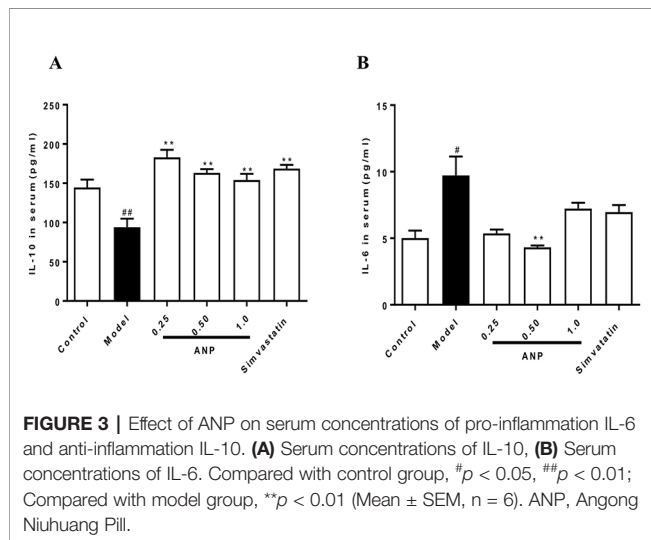 A
B
IL-10 in serum(pg/ml)
250
200
150
100
50
0
##
**
**
**
**
Control
Model
0.25
0.50
1.0
Simvastatin
ANP
IL-6 in serum (pg/ml)
15
10
5
0
#
**
Control
Model
0.25
0.50
1.0
Simvatatin
ANP
FIGURE 3 | Effect of ANP on serum concentrations of pro-inflammation IL-6
and anti-inflammation IL-10. (A) Serum concentrations of IL-10, (B) Serum
concentrations of IL-6. Compared with control group, #p < 0.05, ##p < 0.01;
Compared with model group, **p < 0.01 (Mean ± SEM, n = 6). ANP, Angong
Niuhuang Pill.